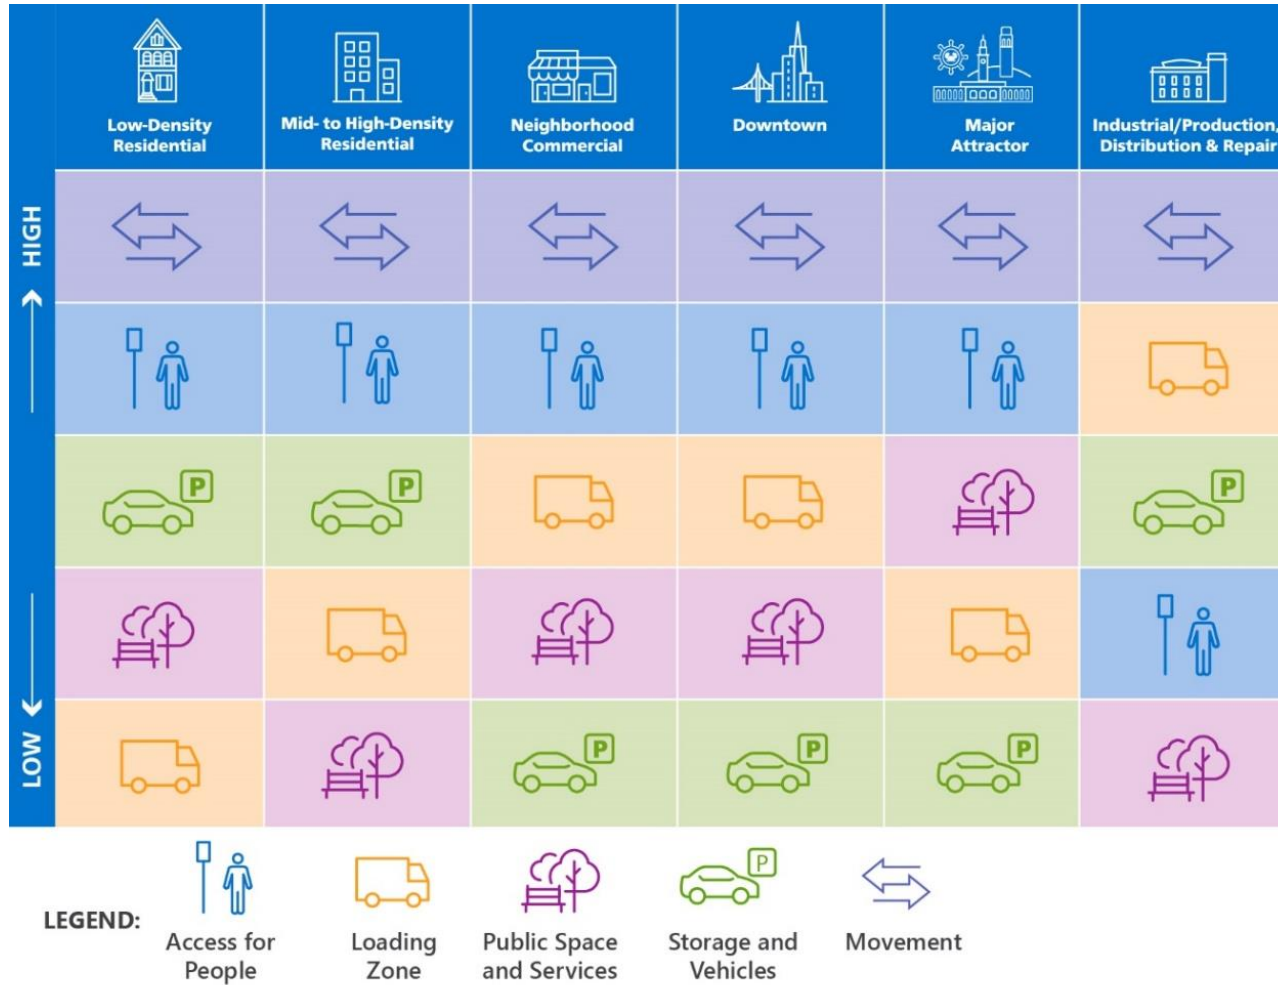 Low-Density
Residential
Mid- to High-Density
Residential
Neighborhood
Commercial
Downtown
Major
Attractor
Industrial/Production,
Distribution & Repair
HIGH
P
P
P
P
P
P
LOW
LEGEND:
Access for
People
Loading
Zone
Public Space
and Services
P
Storage and
Vehicles
Movement